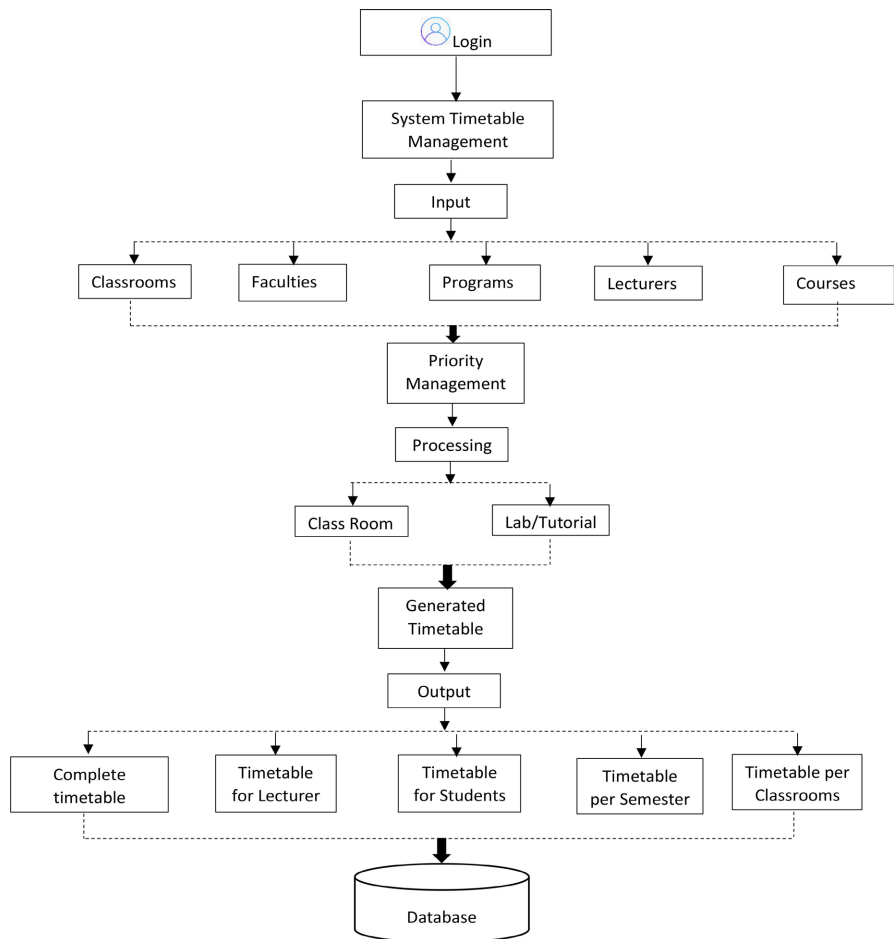 Login
System Timetable
Management
Input
Classrooms
Faculties
Programs
Lecturers
Courses
Priority
Management
Processing
Class Room
Lab/Tutorial
Generated
Timetable
Output
Complete
timetable
Timetable
for Lecturer
Timetable
for Students
Timetable
per Semester
Timetable per
Classrooms
Database